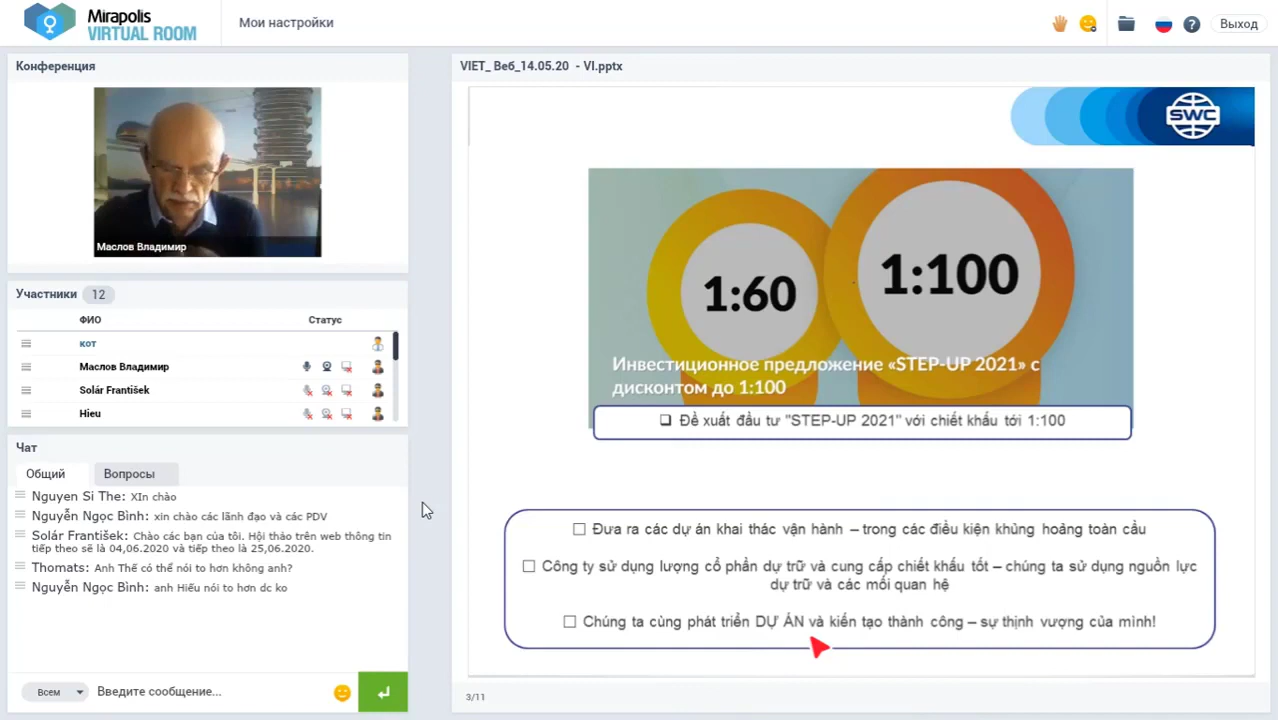 Mirapolis
VIRTUAL ROOM
Мои настройки
Выход
Конференция
Маслов Владимир
Участники 12
ФИО Статус
кот
Маслов Владимир
Solár František
Hieu
Чат
Общий Вопросы
Nguyen Si The: XIn chào
Nguyễn Ngọc Bình: xin chào các lãnh đạo và các PDV
Solár František: Chào các bạn của tôi. Hội thảo trên web thông tin
tiếp theo sẽ là 04,06.2020 và tiếp theo là 25,06.2020.
Thomats: Anh Thế có thể nói to hơn không anh?
Nguyễn Ngọc Bình: anh Hiếu nói to hơn dc ko
Всем Введите сообщение...
VIET_ Веб_14.05.20 - VI.pptx
SWC
1:60
1:100
Инвестиционное предложение «STEP-UP 2021» с
дисконтом до 1:100
Đề xuất đầu tư "STEP-UP 2021" với chiết khấu tới 1:100
Đưa ra các dự án khai thác vận hành – trong các điều kiện khủng hoảng toàn cầu
Công ty sử dụng lượng cổ phần dự trữ và cung cấp chiết khấu tốt – chúng ta sử dụng nguồn lực
dự trữ và các mối quan hệ
Chúng ta cùng phát triển DỰ ÁN và kiến tạo thành công – sự thịnh vượng của mình!
3/11